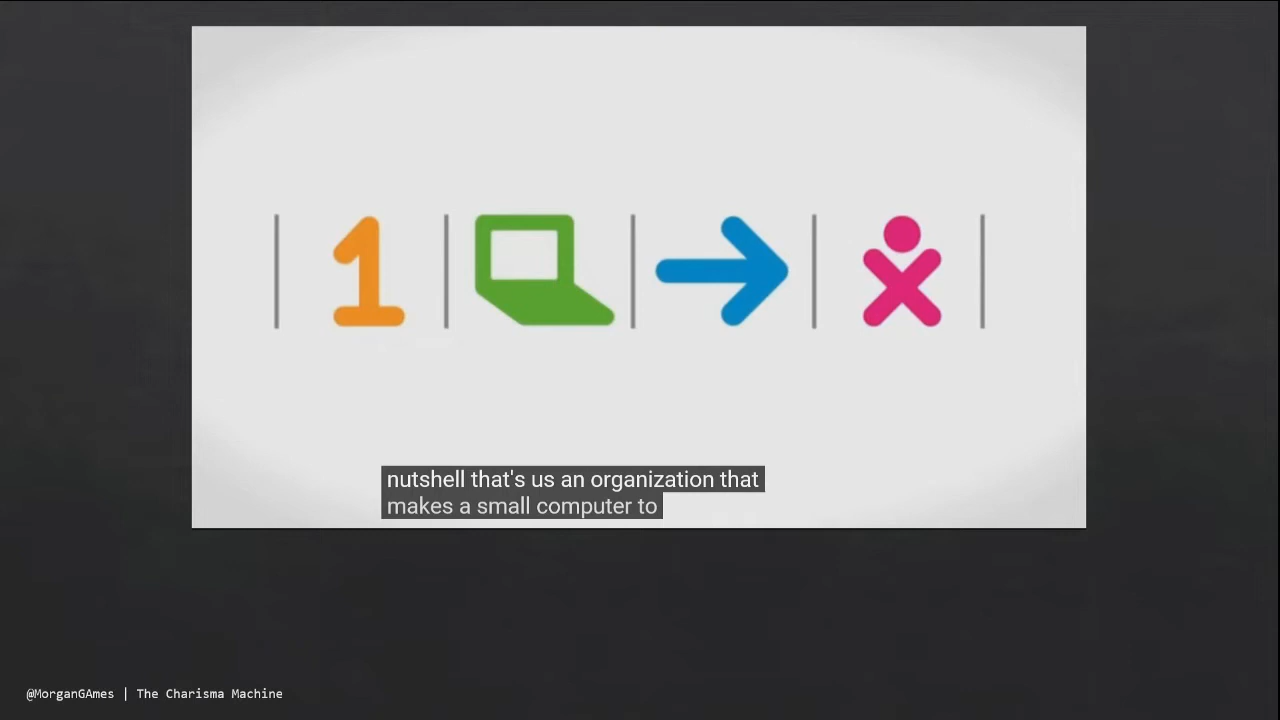 1
nutshell that's us an organization that
makes a small computer to
@MorganGAmes | The Charisma Machine